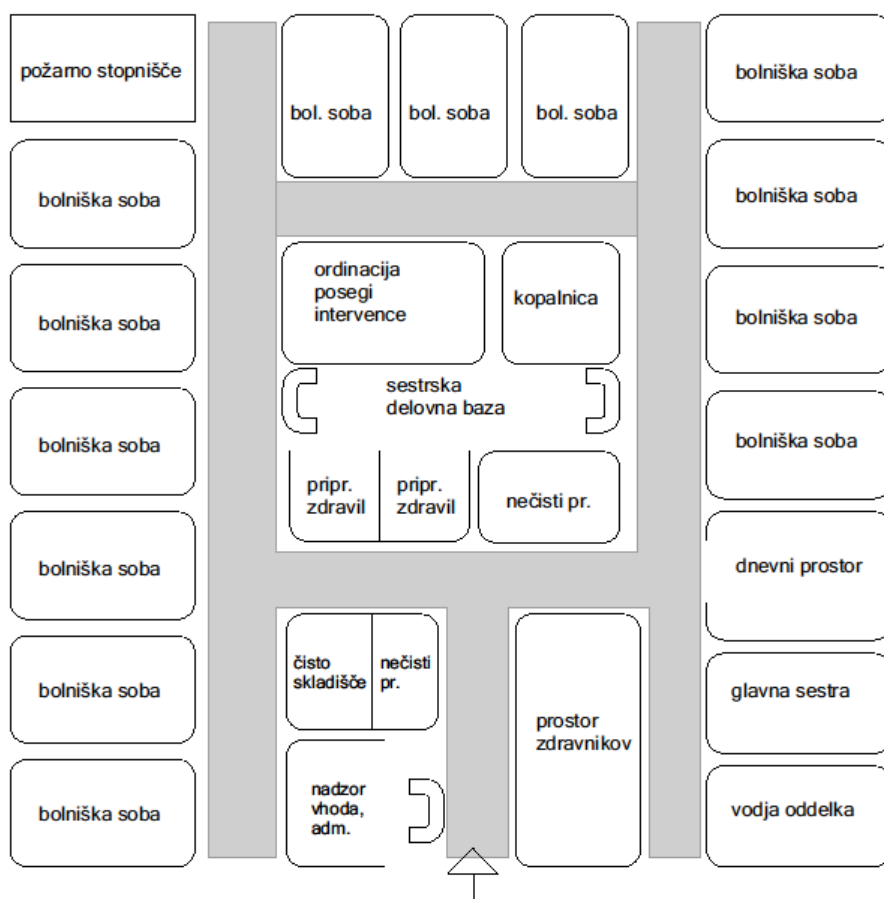 požarno stopnišče
bol. soba
bol. soba
bol. soba
bolniška soba
bolniška soba
bolniška soba
ordinacija
posegi
intervence
kopalnica
bolniška soba
bolniška soba
sestrska
delovna baza
bolniška soba
bolniška soba
pripr.
zdravil
pripr.
zdravil
nečisti pr.
bolniška soba
dnevni prostor
čisto
skladišče
nečisti
pr.
bolniška soba
glavna sestra
prostor
zdravnikov
nadzor
vhoda,
adm.
bolniška soba
vodja oddelka